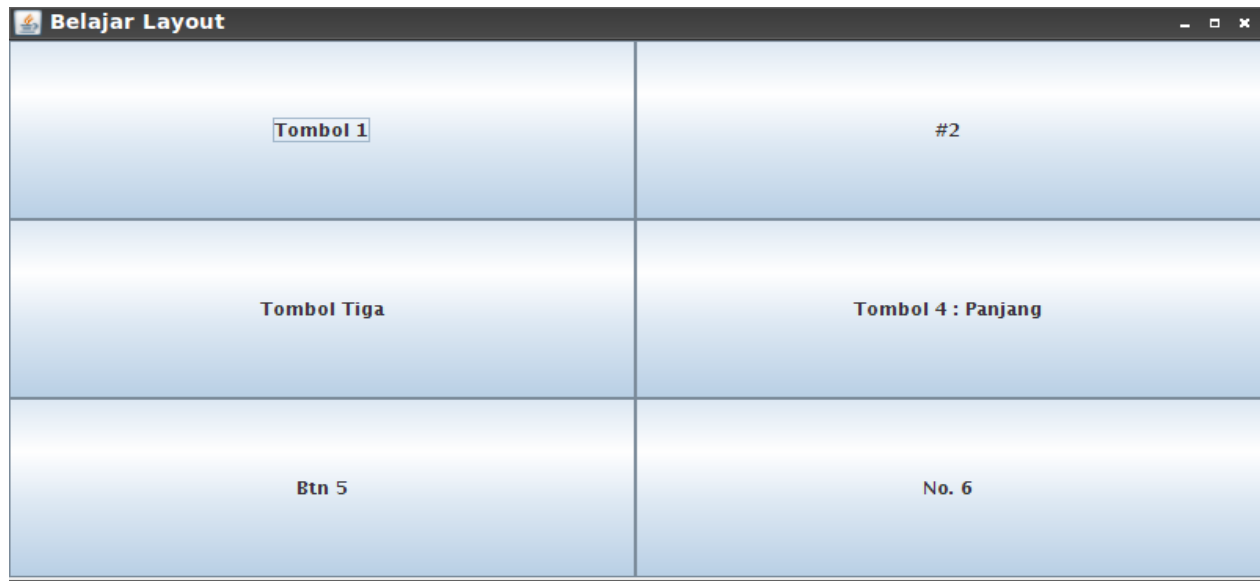 Belajar Layout
Tombol 1
#2
Tombol Tiga
Tombol 4 : Panjang
Btn 5
No. 6